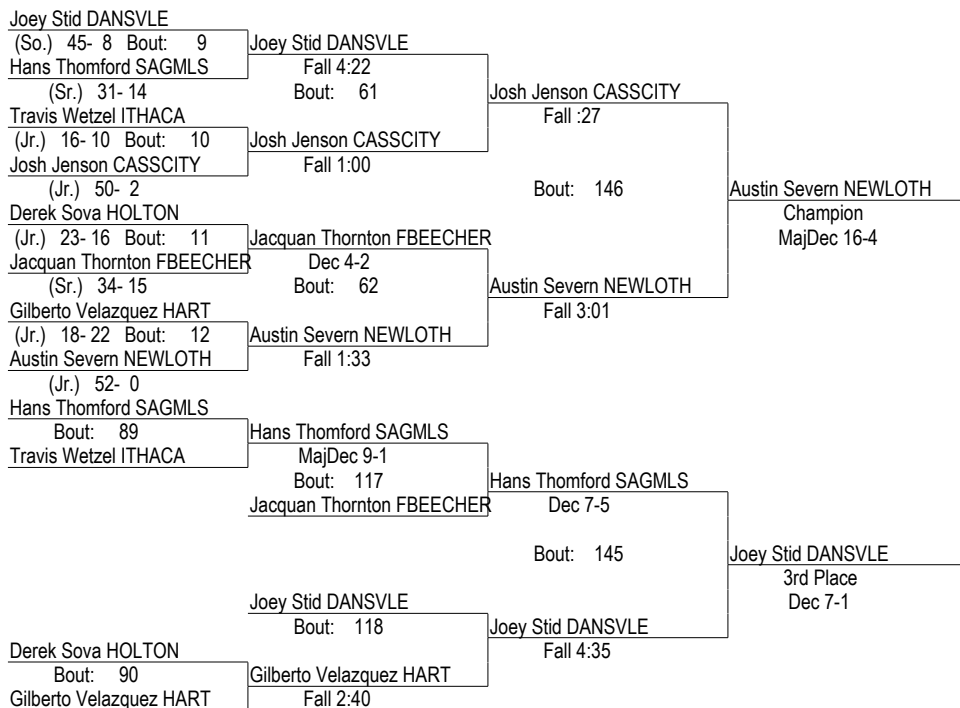 Joey Stid DANSVLE
(So.) 45- 8 Bout: 9 Joey Stid DANSVLE
Hans Thomford SAGMLS Fall 4:22
(Sr.) 31- 14 Bout: 61 Josh Jenson CASSCITY
Travis Wetzel ITHACA Fall :27
(Jr.) 16- 10 Bout: 10 Josh Jenson CASSCITY
Josh Jenson CASSCITY Fall 1:00
(Jr.) 50- 2 Bout: 146 Austin Severn NEWLOTH
Derek Sova HOLTON Champion
(Jr.) 23- 16 Bout: 11 Jacquan Thornton FBEECHER MajDec 16-4
Jacquan Thornton FBEECHER Dec 4-2
(Sr.) 34- 15 Bout: 62 Austin Severn NEWLOTH
Gilberto Velazquez HART Fall 3:01
(Jr.) 18- 22 Bout: 12 Austin Severn NEWLOTH
Austin Severn NEWLOTH Fall 1:33
(Jr.) 52- 0
Hans Thomford SAGMLS
Bout: 89 Hans Thomford SAGMLS
Travis Wetzel ITHACA MajDec 9-1
Bout: 117 Hans Thomford SAGMLS
Jacquan Thornton FBEECHER Dec 7-5
Bout: 145 Joey Stid DANSVLE
3rd Place
Joey Stid DANSVLE Dec 7-1
Bout: 118 Joey Stid DANSVLE
Derek Sova HOLTON Fall 4:35
Bout: 90 Gilberto Velazquez HART
Gilberto Velazquez HART Fall 2:40